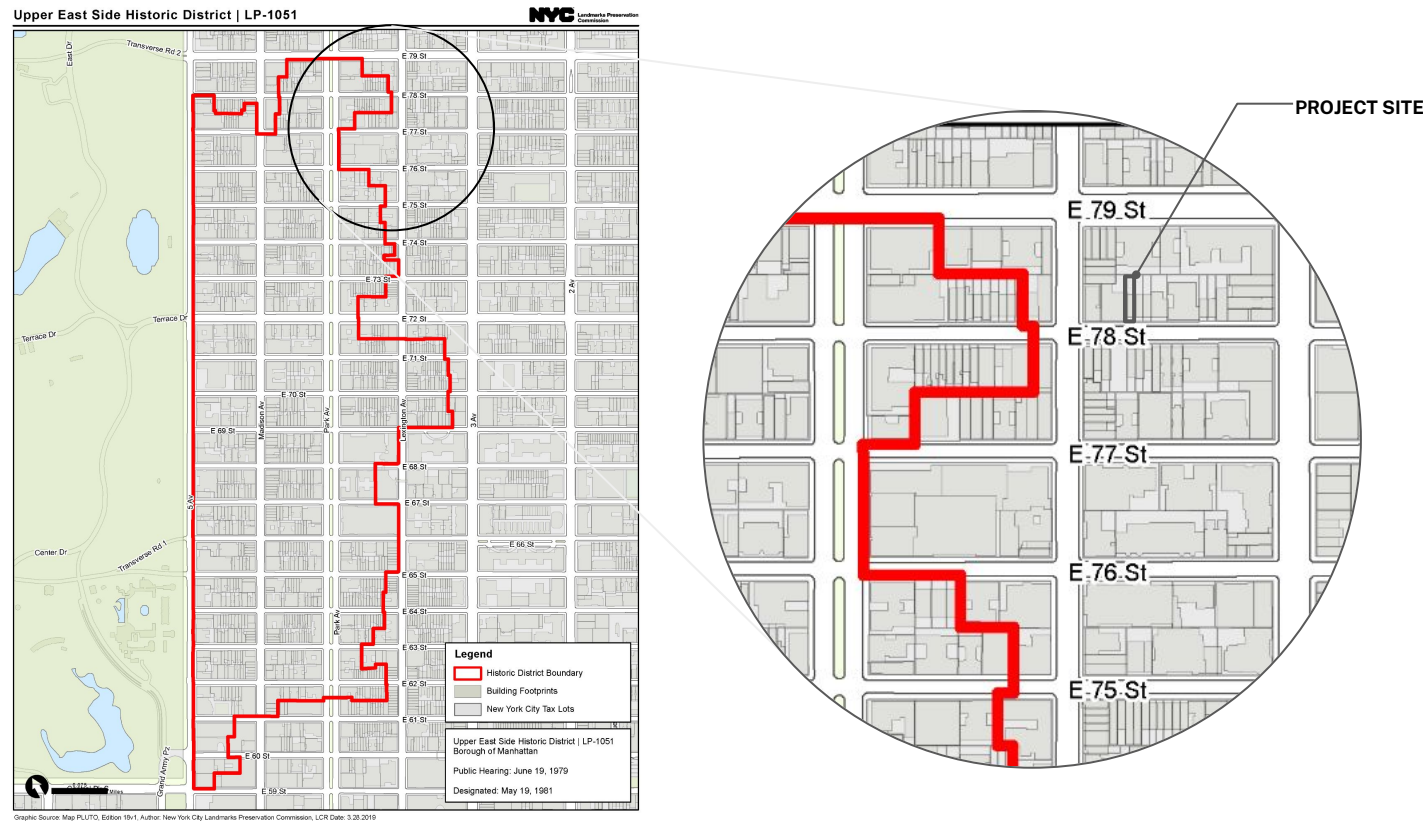 Upper East Side Historic District | LP-1051
NYC Landmarks Preservation
Commission
East Dr
Transverse Rd 2
E 79 St
E 78 St
E 77 St
E 76 St
E 75 St
E 74 St
E 73 St
2 Av
Terrace Dr
Terrace Dr
E 72 St
E 71 St
E 70 St
Madison Av
Park Av
Lexington Av
3 Av
E 69 St
E 68 St
E 67 St
5 Av
E 66 St
Center Dr
Transverse Rd 1
E 65 St
E 64 St
Park Av
E 63 St
E 62 St
E 61 St
Grand Army Pz
E 60 St
E 59 St
Miles
Legend
Historic District Boundary
Building Footprints
New York City Tax Lots
Upper East Side Historic District | LP-1051
Borough of Manhattan
Public Hearing: June 19, 1979
Designated: May 19, 1981
Graphic Source: Map PLUTO, Edition 18v1, Author: New York City Landmarks Preservation Commission, LCR Date: 3.28.2019
PROJECT SITE
E 79 St
E 78 St
E 77 St
E 76 St
E 75 St